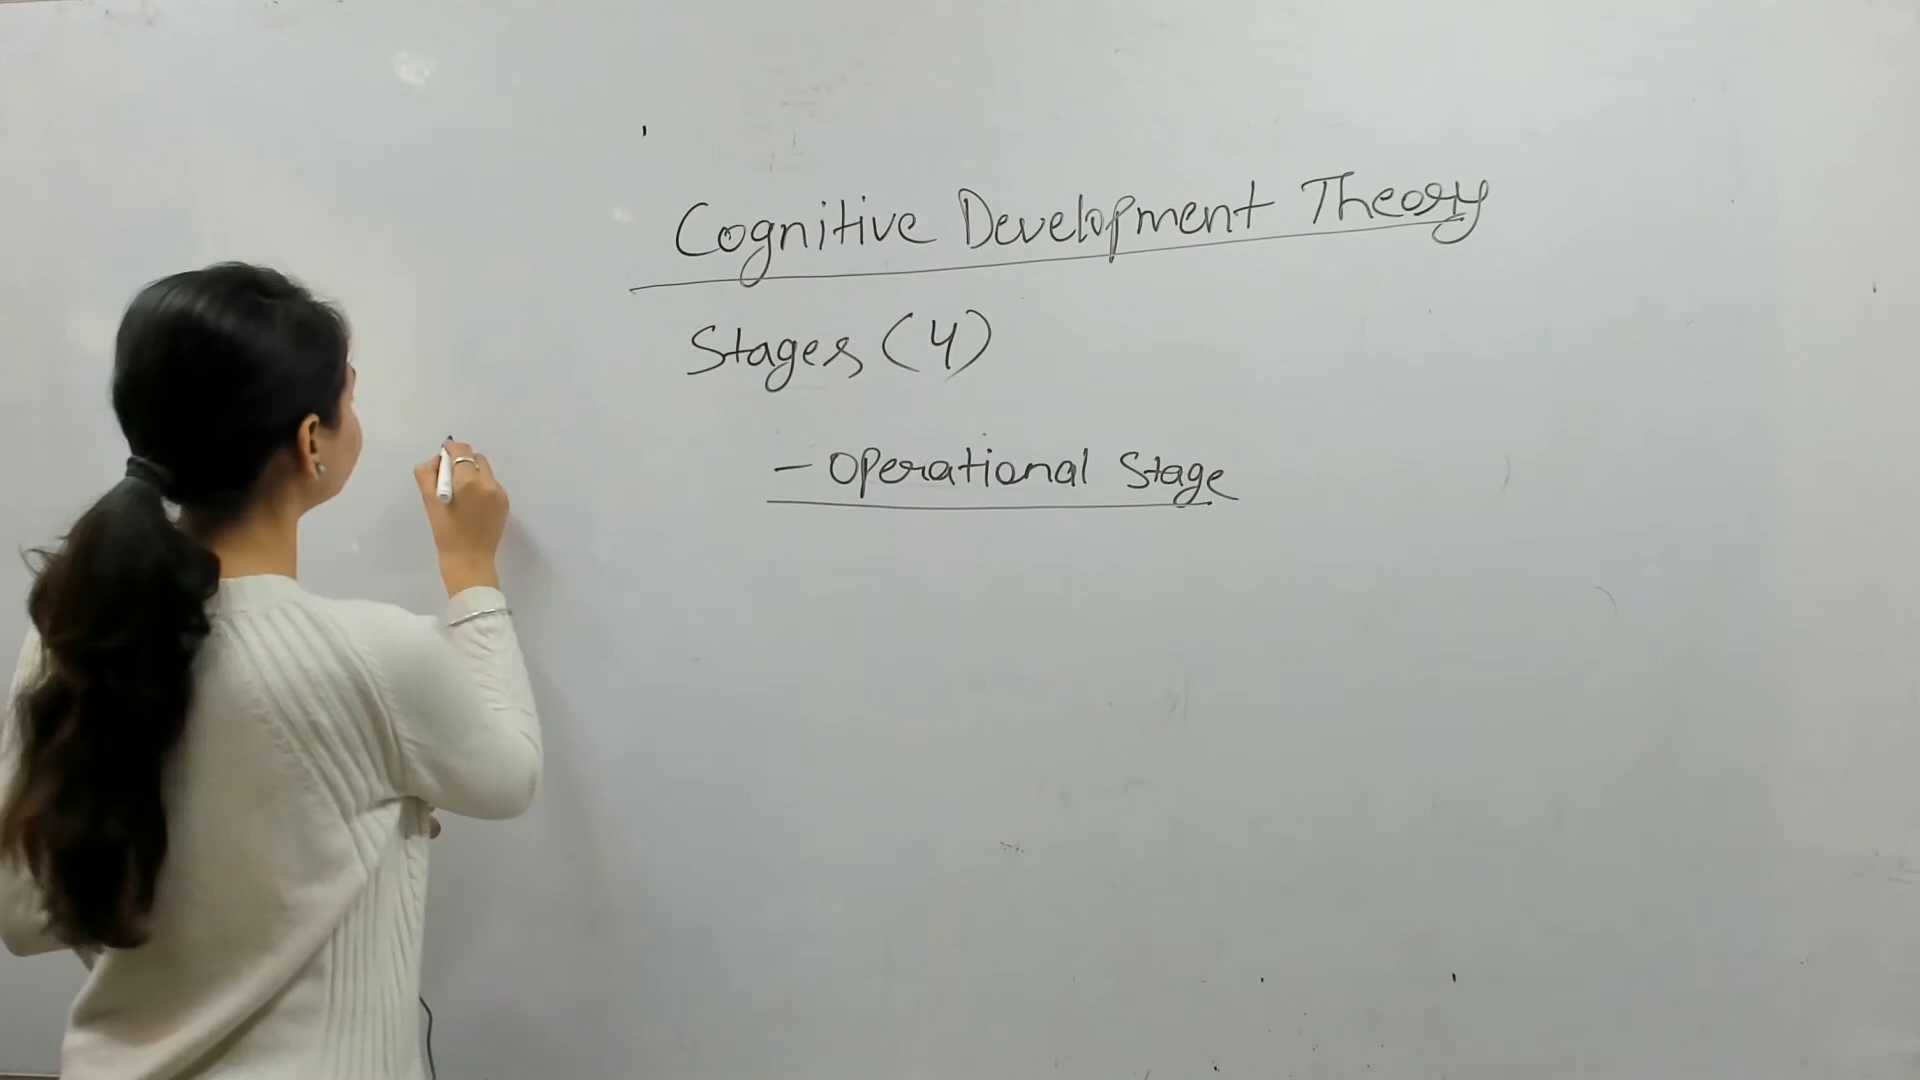 Cognitive Development Theory
Stages (4)
- Operational Stage